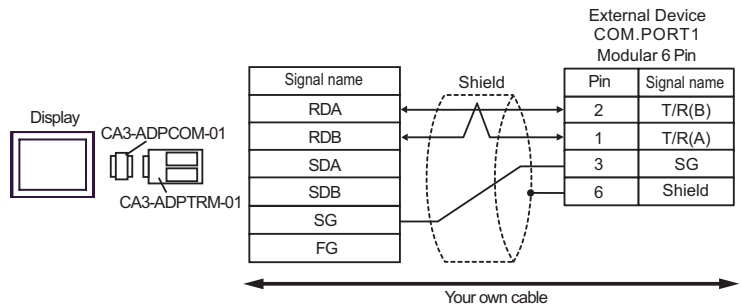 External Device
COM.PORT1
Modular 6 Pin
Signal name
Shield
Pin
Signal name
RDA
2
T/R(B)
Display
CA3-ADPCOM-01
RDB
1
T/R(A)
SDA
3
SG
SDB
6
Shield
CA3-ADPTRM-01
SG
FG
Your own cable